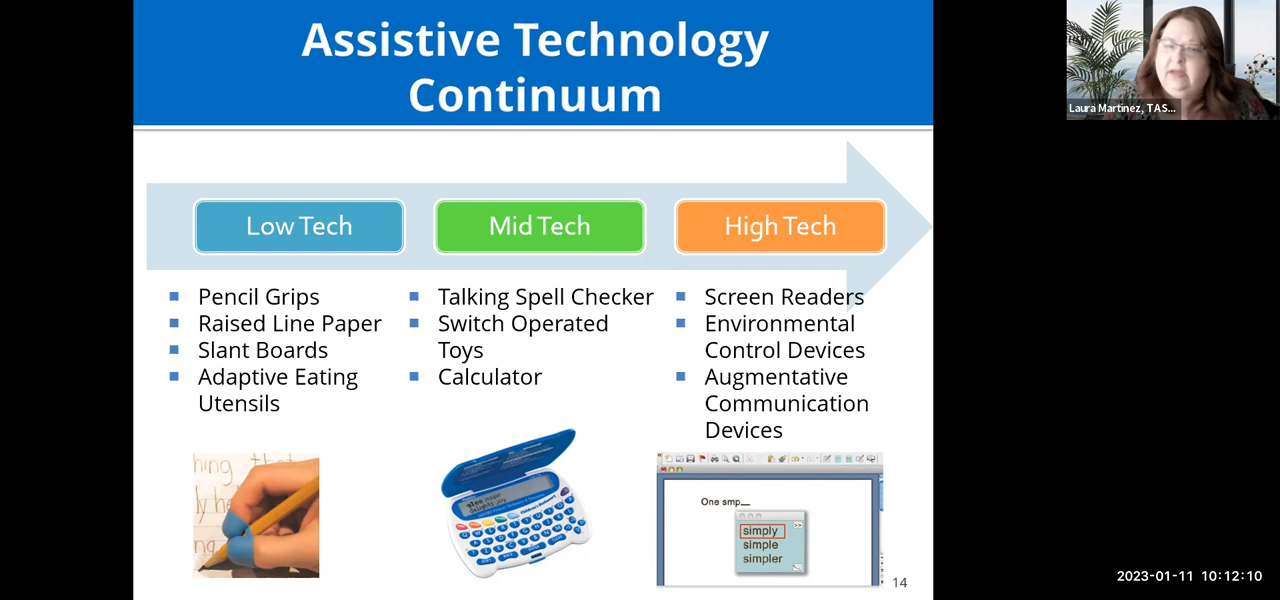 Assistive Technology
Continuum
Laura Martinez, TAS...
Low Tech
Mid Tech
High Tech
Pencil Grips
Raised Line Paper
Slant Boards
Adaptive Eating
Utensils
Talking Spell Checker
Switch Operated
Toys
Calculator
Screen Readers
Environmental
Control Devices
Augmentative
Communication
Devices
One smp_
simply
simple
simpler
14
2023-01-11 10:12:10